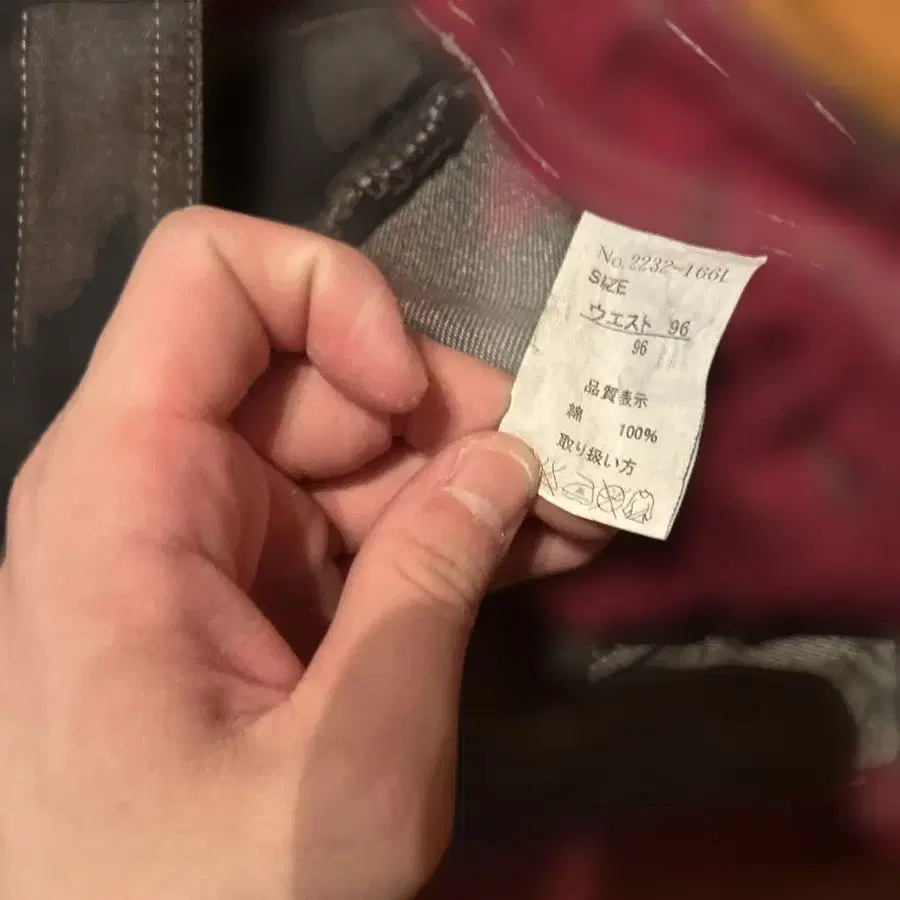 No. 2232-166L
SIZE
ウエスト 96
96
品質表示
綿 100%
取り扱い方